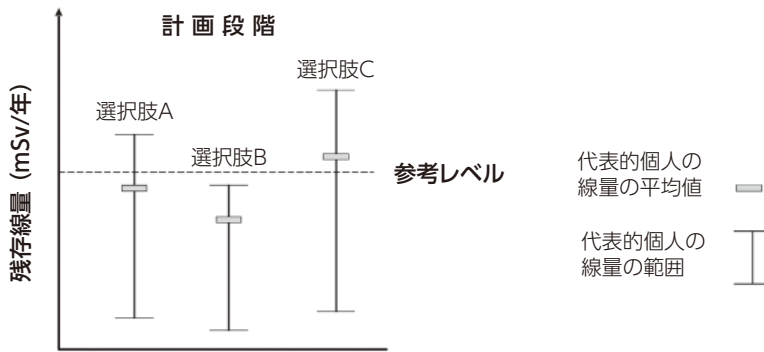 計画段階
選択肢C
選択肢A
選択肢B
残存線量 (mSv/年)
参考レベル
代表的個人の
線量の平均値
代表的個人の
線量の範囲